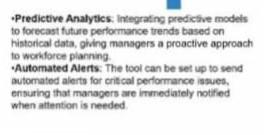 •Predictive Analytics: Integrating predictive models
to forecast future performance trends based on
historical data, giving managers a proactive approach
to workforce planning.
•Automated Alerts: The tool can be set up to send
automated alerts for critical performance issues,
ensuring that managers are immediately notified
when attention is needed.